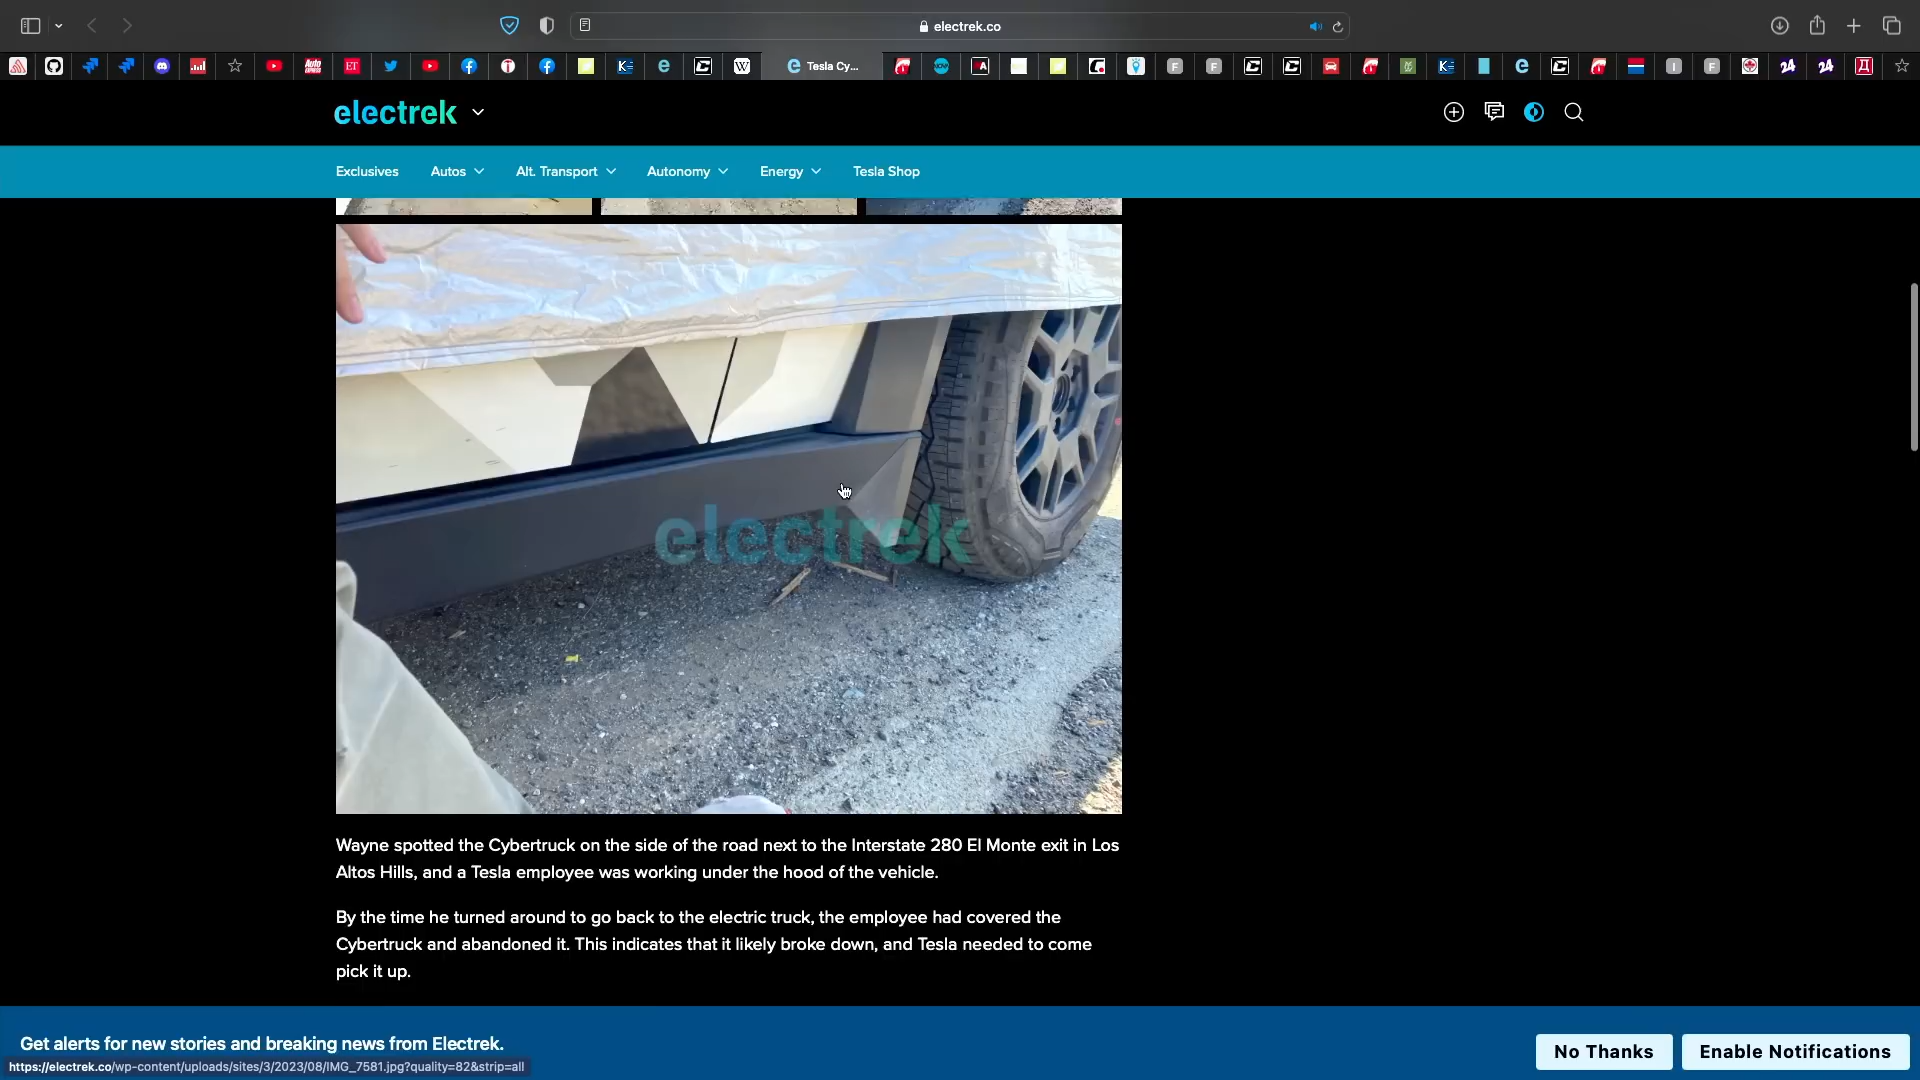 electrek.co
ET
W
Tesla Cy...
A
K
F
F
24
24
electrek
Exclusives
Autos
Alt. Transport
Autonomy
Energy
Tesla Shop
electrek
Wayne spotted the Cybertruck on the side of the road next to the Interstate 280 El Monte exit in Los
Altos Hills, and a Tesla employee was working under the hood of the vehicle.
By the time he turned around to go back to the electric truck, the employee had covered the
Cybertruck and abandoned it. This indicates that it likely broke down, and Tesla needed to come
pick it up.
Get alerts for new stories and breaking news from Electrek.
No Thanks
Enable Notifications
https://electrek.co/wp-content/uploads/sites/3/2023/08/IMG_7581.jpg?quality=82&strip=all